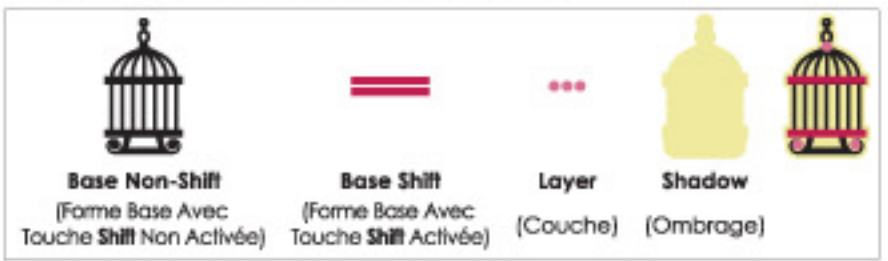 Base Non-Shift
(Forme Base Avec
Touche Shift Non Activée)
Base Shift
(Forme Base Avec
Touche Shift Activée)
Layer
(Couche)
Shadow
(Ombrage)